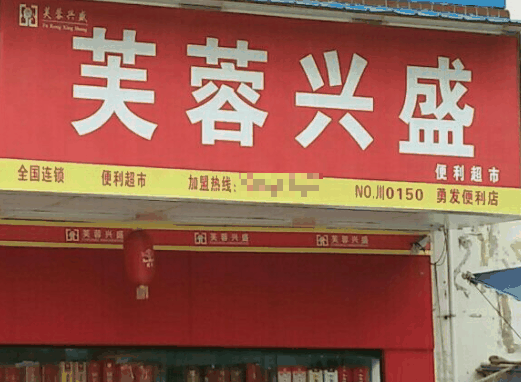 芙蓉兴盛
Fu Rong Xing Sheng
芙蓉兴盛
便利超市
全国连锁 便利超市 加盟热线: NO.川0150 勇发便利店
芙蓉兴盛 芙蓉兴盛 芙蓉兴盛